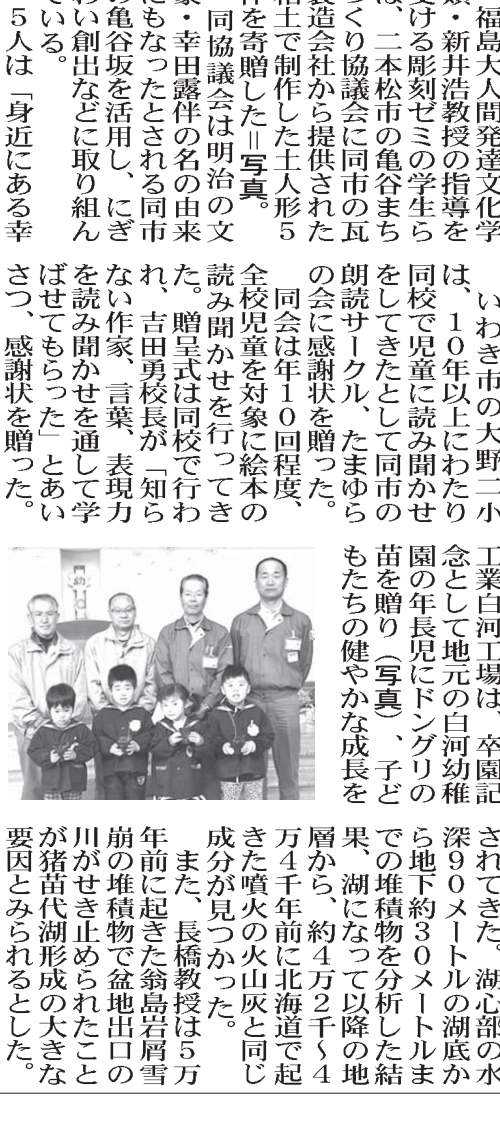 福島大人間発達文化学
類・新井浩教授の指導を
受ける彫刻ゼミの学生ら
は、二本松市の亀谷まち
づくり協議会に同市の瓦
製造会社から提供された
粘土で制作した土人形５
体を寄贈した＝写真。
同協議会は明治の文
豪・幸田露伴の名の由来
にもなったとされる同市
の亀谷坂を活用し、にぎ
わい創出などに取り組ん
でいる。
５人は「身近にある幸
いわき市の大野二小
は、１０年以上にわたり
同校で児童に読み聞かせ
をしてきたとして同市の
朗読サークル、たまゆら
の会に感謝状を贈った。
同会は年１０回程度、
全校児童を対象に絵本の
読み聞かせを行ってき
た。贈呈式は同校で行わ
れ、吉田勇校長が「知ら
ない作家、言葉、表現力
を読み聞かせを通して学
ばせてもらった」とあい
さつ、感謝状を贈った。
工業白河工場は、卒園記
念として地元の白河幼稚
園の年長児にドングリの
苗を贈り（写真）、子ど
もたちの健やかな成長を
されてきた。湖心部の水
深９０メートルの湖底か
ら地下約３０メートルま
での堆積物を分析した結
果、湖になって以降の地
層から、約４万２千～４
万４千年前に北海道で起
きた噴火の火山灰と同じ
成分が見つかった。
また、長橋教授は５万
年前に起きた翁島岩屑雪
崩の堆積物で盆地出口の
川がせき止められたこと
が猪苗代湖形成の大きな
要因とみられるとした。